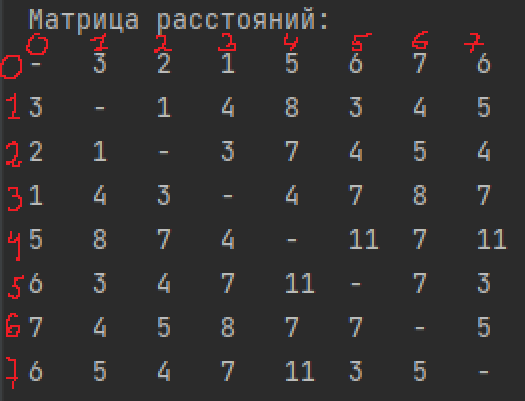 Матрица расстояний:
0 1 2 3 4 5 6 7
0 - 3 2 1 5 6 7 6
1 3 - 1 4 8 3 4 5
2 2 1 - 3 7 4 5 4
3 1 4 3 - 4 7 8 7
4 5 8 7 4 - 11 7 11
5 6 3 4 7 11 - 7 3
6 7 4 5 8 7 7 - 5
7 6 5 4 7 11 3 5 -